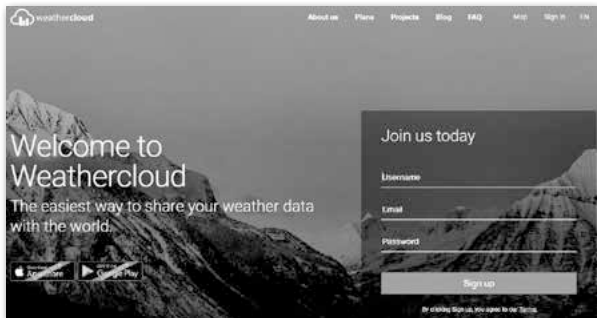 weathercloud
About us Plans Projects Blog FAQ Map Sign in EN
Welcome to
Weathercloud
The easiest way to share your weather data
with the world.
Join us today
Username
Email
Password
App Store
Google Play
Sign up
By clicking Sign up, you agree to our Terms.